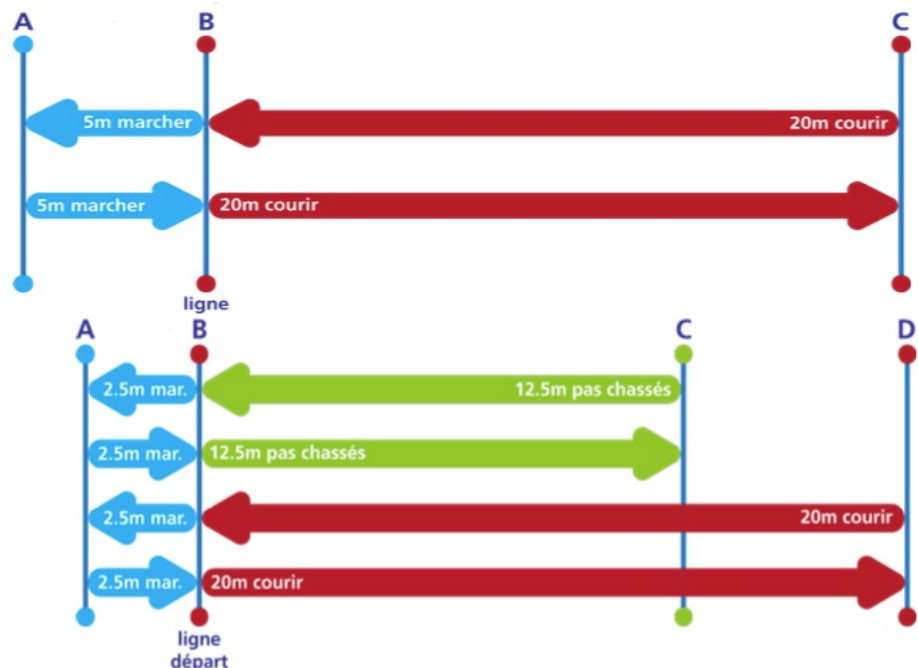 A B C
5m marcher 20m courir
5m marcher 20m courir
ligne
A B C D
2.5m mar. 12.5m pas chassés
2.5m mar. 12.5m pas chassés
2.5m mar. 20m courir
2.5m mar. 20m courir
ligne
départ